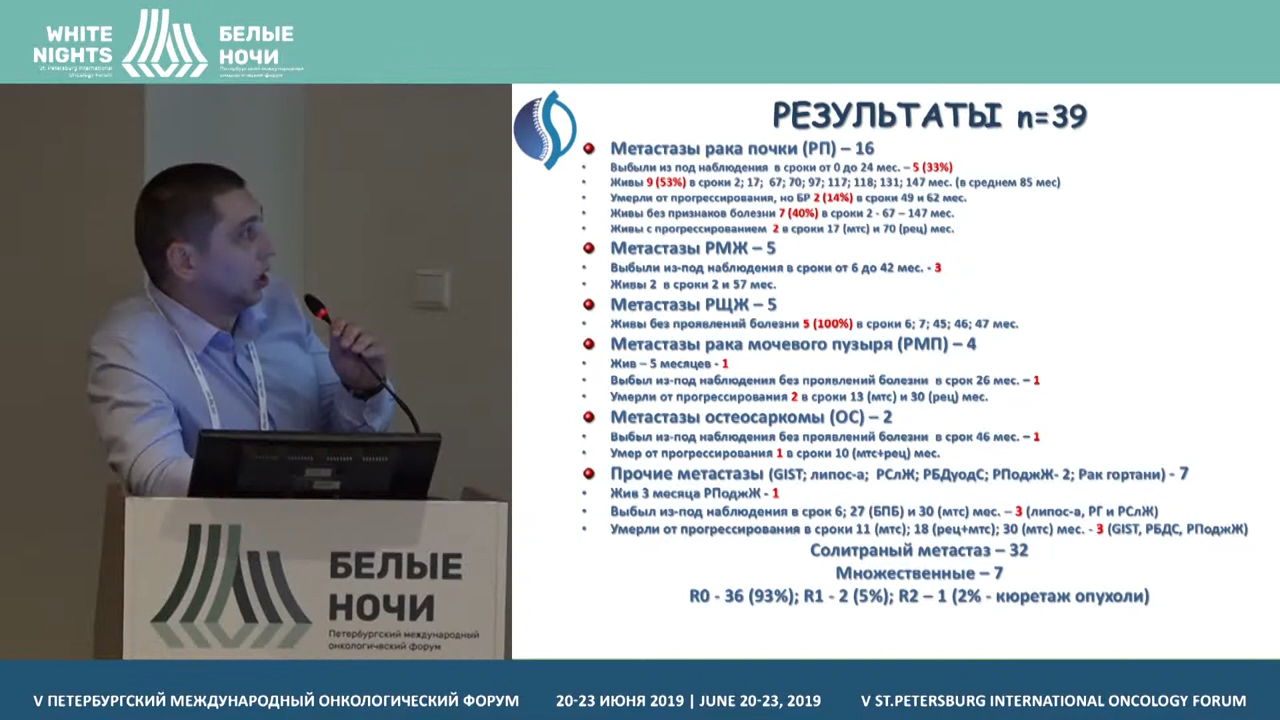 WHITE
NIGHTS
St. Petersburg International
Oncology Forum
БЕЛЫЕ
НОЧИ
Петербургский международный
онкологический форум
РЕЗУЛЬТАТЫ n=39
Метастазы рака почки (РП) – 16
Выбыли из под наблюдения в сроки от 0 до 24 мес. – 5 (33%)
Живы 9 (53%) в сроки 2; 17; 67; 70; 97; 117; 118; 131; 147 мес. (в среднем 85 мес)
Умерли от прогрессирования, но БР 2 (14%) в сроки 49 и 62 мес.
Живы без признаков болезни 7 (40%) в сроки 2 - 67 – 147 мес.
Живы с прогрессированием 2 в сроки 17 (мтс) и 70 (рец) мес.
Метастазы РМЖ – 5
Выбыли из-под наблюдения в сроки от 6 до 42 мес. - 3
Живы 2 в сроки 2 и 57 мес.
Метастазы РЩЖ – 5
Живы без проявлений болезни 5 (100%) в сроки 6; 7; 45; 46; 47 мес.
Метастазы рака мочевого пузыря (РМП) – 4
Жив – 5 месяцев - 1
Выбыл из-под наблюдения без проявлений болезни в срок 26 мес. – 1
Умерли от прогрессирования 2 в сроки 13 (мтс) и 30 (рец) мес.
Метастазы остеосаркомы (ОС) – 2
Выбыл из-под наблюдения без проявлений болезни в срок 46 мес. – 1
Умер от прогрессирования 1 в сроки 10 (мтс+рец) мес.
Прочие метастазы (GIST; липос-а; РСлЖ; РБДуодС; РПоджЖ- 2; Рак гортани) - 7
Жив 3 месяца РПоджЖ - 1
Выбыл из-под наблюдения в срок 6; 27 (БПБ) и 30 (мтс) мес. – 3 (липос-а, РГ и РСлЖ)
Умерли от прогрессирования в сроки 11 (мтс); 18 (рец+мтс); 30 (мтс) мес. - 3 (GIST, РБДС, РПоджЖ)
Солитраный метастаз – 32
Множественные – 7
R0 - 36 (93%); R1 - 2 (5%); R2 – 1 (2% - кюретаж опухоли)
БЕЛЫЕ
НОЧИ
Петербургский международный
онкологический форум
V ПЕТЕРБУРГСКИЙ МЕЖДУНАРОДНЫЙ ОНКОЛОГИЧЕСКИЙ ФОРУМ 20-23 ИЮНЯ 2019 | JUNE 20-23, 2019 V ST.PETERSBURG INTERNATIONAL ONCOLOGY FORUM